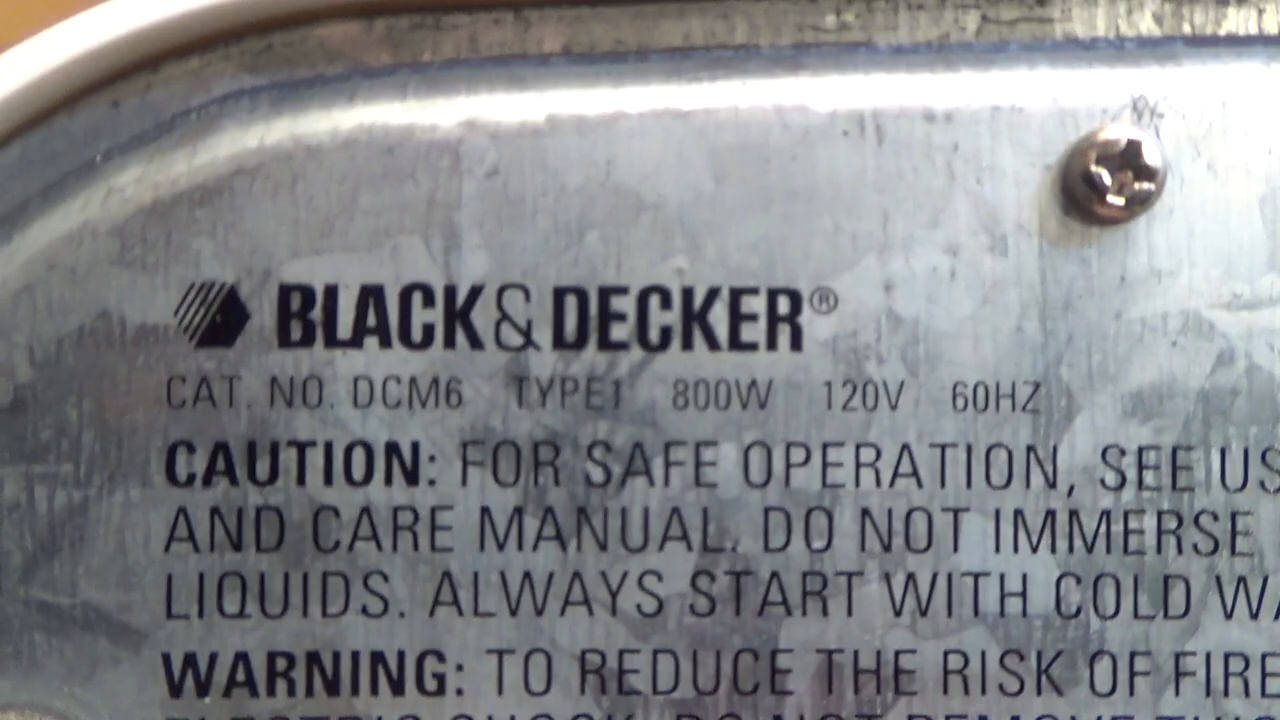 BLACK&DECKER®
CAT. NO. DCM6 TYPE1 800W 120V 60HZ
CAUTION: FOR SAFE OPERATION, SEE
AND CARE MANUAL. DO NOT IMMERSE
LIQUIDS. ALWAYS START WITH COLD
WARNING: TO REDUCE THE RISK OF FIRE